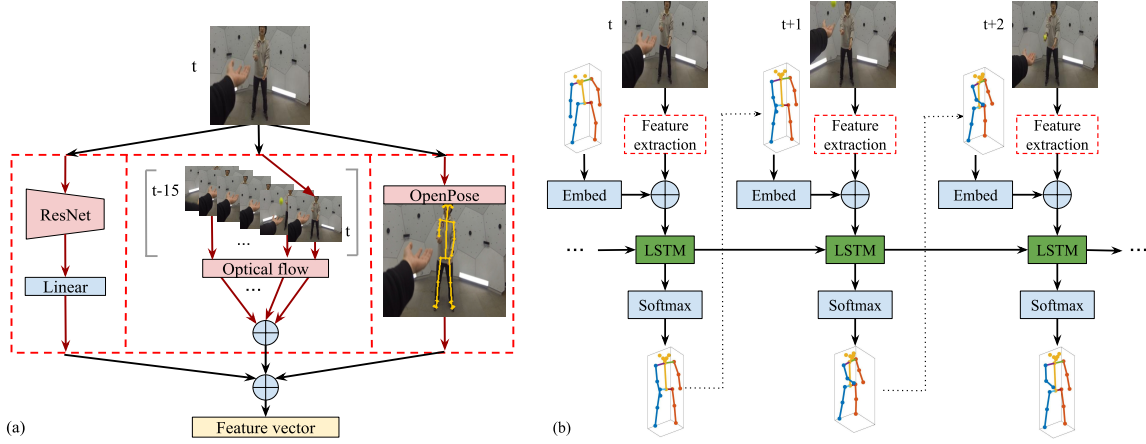 t
ResNet
Linear
t-15
t
...
Optical flow
...
OpenPose
Feature vector
(a)
t
t+1
t+2
Feature
extraction
Feature
extraction
Feature
extraction
Embed
Embed
Embed
...
LSTM
LSTM
LSTM
...
Softmax
Softmax
Softmax
(b)